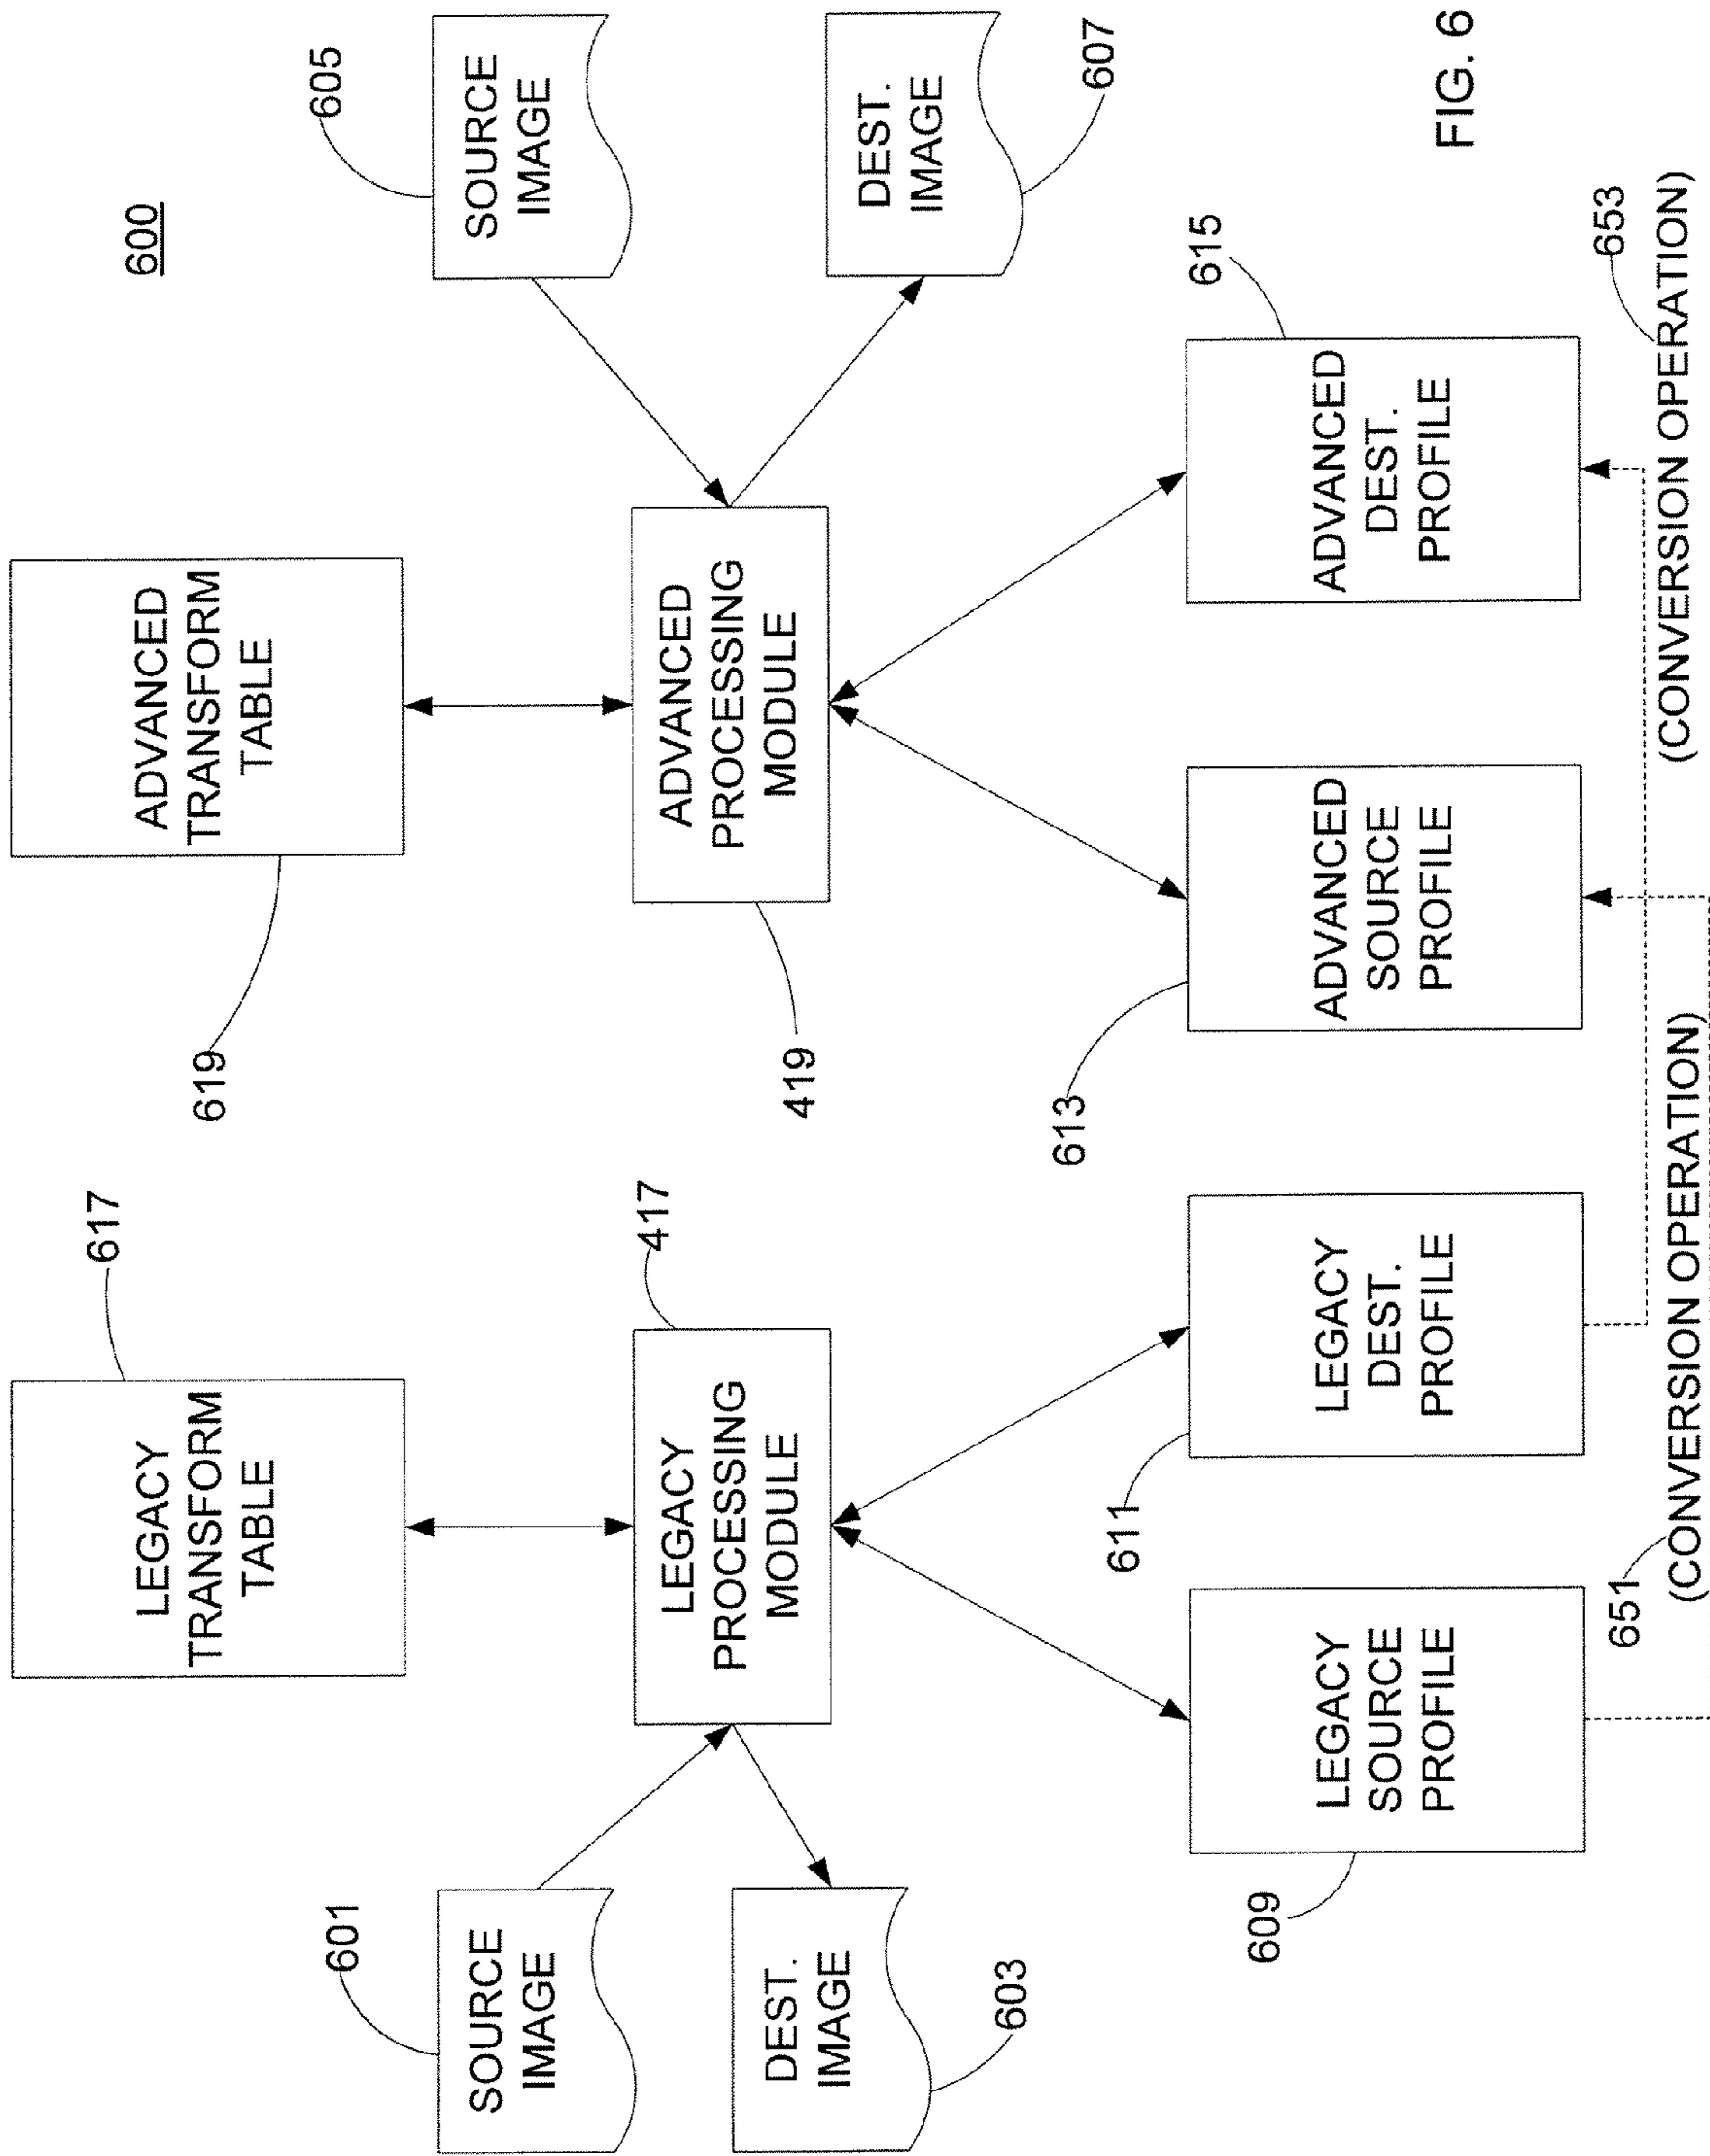 600
617
LEGACY
TRANSFORM
TABLE
619
ADVANCED
TRANSFORM
TABLE
601
SOURCE
IMAGE
417
LEGACY
PROCESSING
MODULE
419
ADVANCED
PROCESSING
MODULE
605
SOURCE
IMAGE
DEST.
IMAGE
603
DEST.
IMAGE
607
609
LEGACY
SOURCE
PROFILE
611
LEGACY
DEST.
PROFILE
613
ADVANCED
SOURCE
PROFILE
615
ADVANCED
DEST.
PROFILE
651
(CONVERSION OPERATION)
653
(CONVERSION OPERATION)
FIG. 6